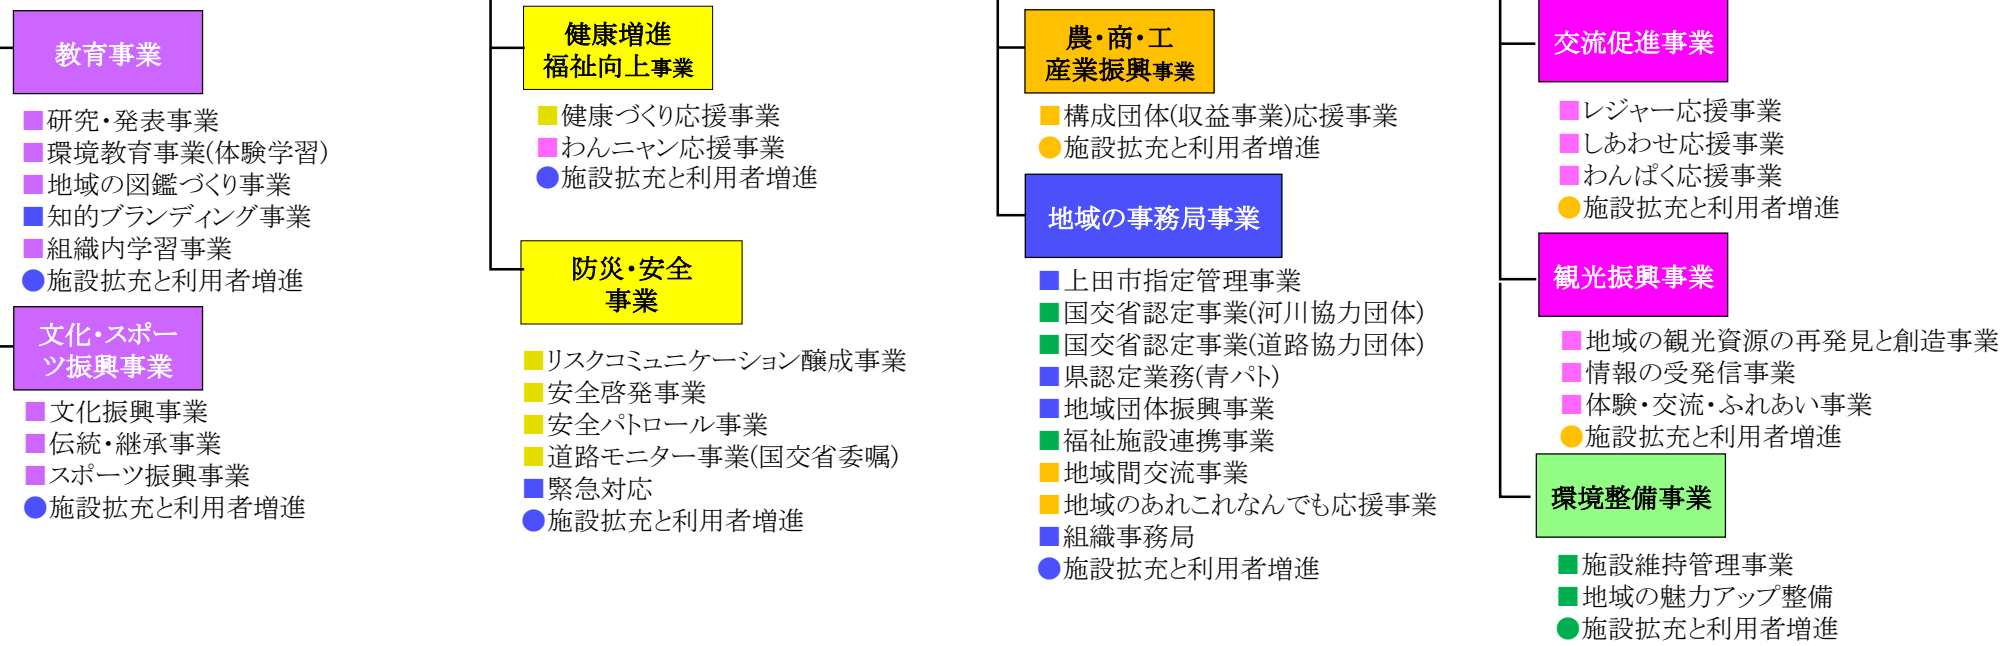 教育事業
■研究・発表事業
■環境教育事業(体験学習)
■地域の図鑑づくり事業
■知的ブランディング事業
■組織内学習事業
●施設拡充と利用者増進
文化・スポー
ツ振興事業
■文化振興事業
■伝統・継承事業
■スポーツ振興事業
●施設拡充と利用者増進
健康増進
福祉向上事業
■健康づくり応援事業
■わんニャン応援事業
●施設拡充と利用者増進
防災・安全
事業
■リスクコミュニケーション醸成事業
■安全啓発事業
■安全パトロール事業
■道路モニター事業(国交省委嘱)
■緊急対応
●施設拡充と利用者増進
農・商・工
産業振興事業
■構成団体(収益事業)応援事業
●施設拡充と利用者増進
地域の事務局事業
■上田市指定管理事業
■国交省認定事業(河川協力団体)
■国交省認定事業(道路協力団体)
■県認定業務(青パト)
■地域団体振興事業
■福祉施設連携事業
■地域間交流事業
■地域のあれこれなんでも応援事業
■組織事務局
●施設拡充と利用者増進
交流促進事業
■レジャー応援事業
■しあわせ応援事業
■わんぱく応援事業
●施設拡充と利用者増進
観光振興事業
■地域の観光資源の再発見と創造事業
■情報の受発信事業
■体験・交流・ふれあい事業
●施設拡充と利用者増進
環境整備事業
■施設維持管理事業
■地域の魅力アップ整備
●施設拡充と利用者増進